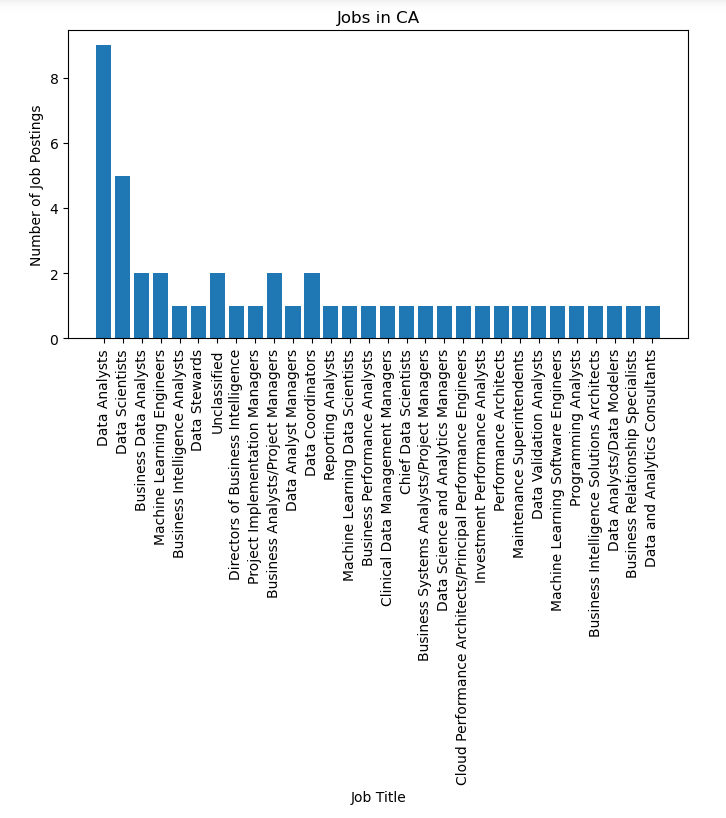 Jobs in CA
Number of Job Postings
8
6
4
2
0
Data Analysts
Data Scientists
Business Data Analysts
Machine Learning Engineers
Business Intelligence Analysts
Data Stewards
Unclassified
Directors of Business Intelligence
Project Implementation Managers
Business Analysts/Project Managers
Data Analyst Managers
Data Coordinators
Reporting Analysts
Machine Learning Data Scientists
Business Performance Analysts
Clinical Data Management Managers
Chief Data Scientists
Business Systems Analysts/Project Managers
Data Science and Analytics Managers
Cloud Performance Architects/Principal Performance Engineers
Investment Performance Analysts
Performance Architects
Maintenance Superintendents
Data Validation Analysts
Machine Learning Software Engineers
Programming Analysts
Business Intelligence Solutions Architects
Data Analysts/Data Modelers
Business Relationship Specialists
Data and Analytics Consultants
Job Title